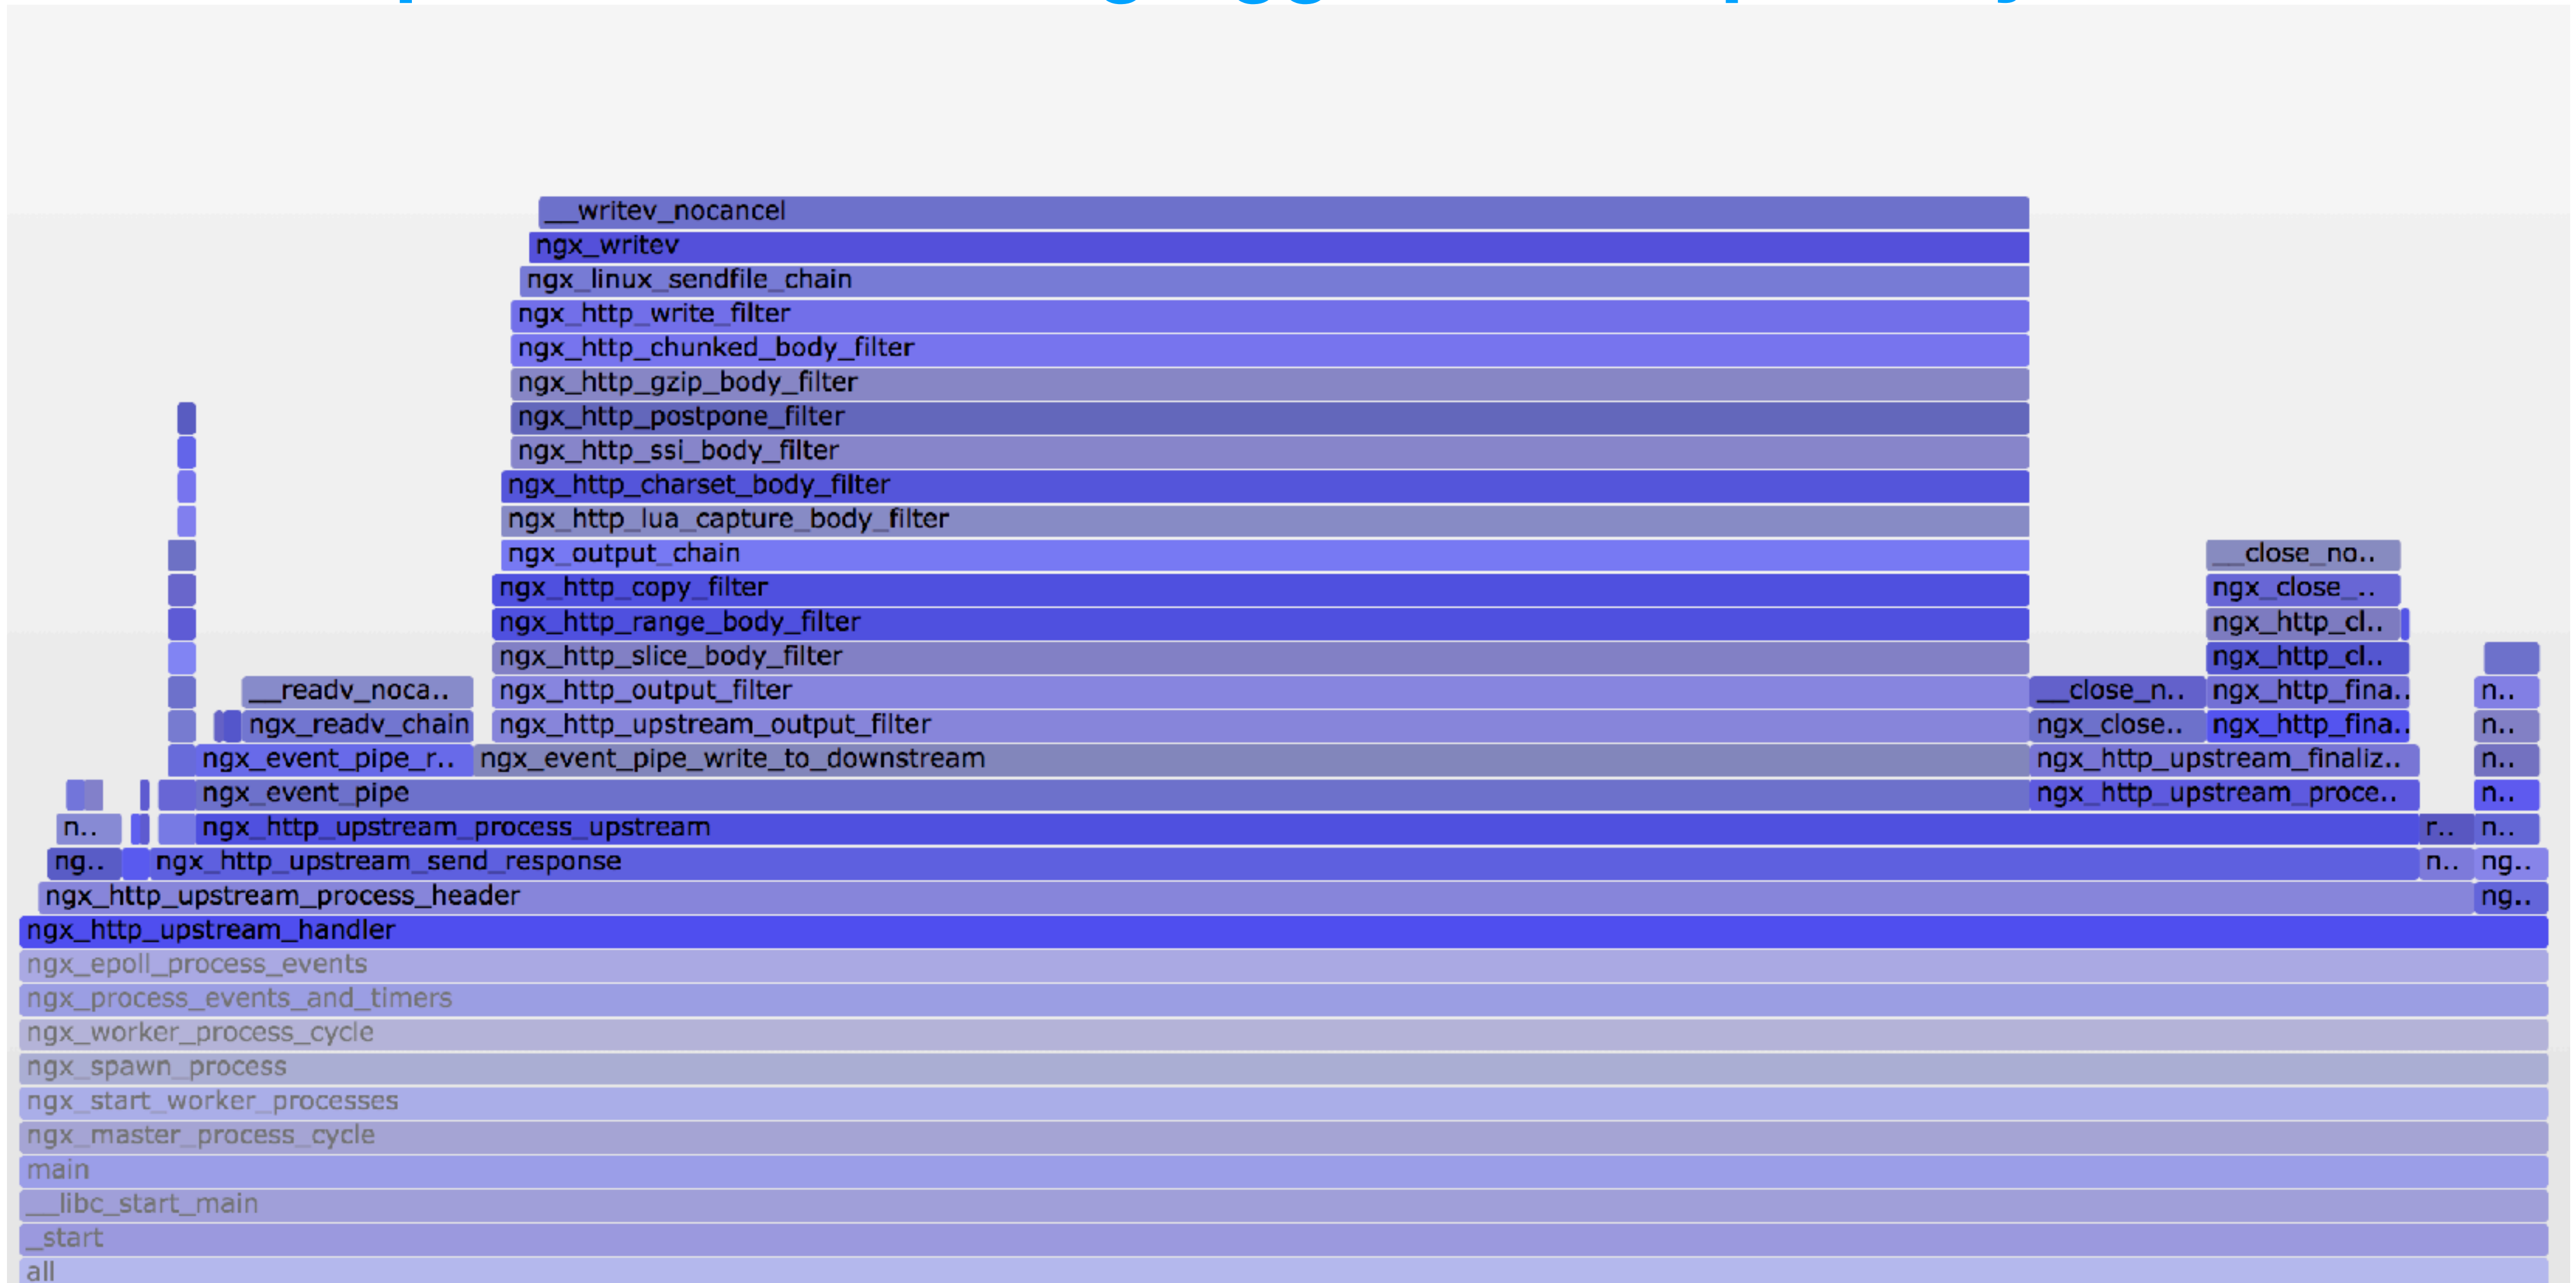 __writev_nocancel
ngx_writev
ngx_linux_sendfile_chain
ngx_http_write_filter
ngx_http_chunked_body_filter
ngx_http_gzip_body_filter
ngx_http_postpone_filter
ngx_http_ssi_body_filter
ngx_http_charset_body_filter
ngx_http_lua_capture_body_filter
ngx_output_chain __close_no..
ngx_http_copy_filter ngx_close_..
ngx_http_range_body_filter ngx_http_cl..
ngx_http_slice_body_filter ngx_http_cl..
__readv_noca.. ngx_http_output_filter __close_n.. ngx_http_fina.. n..
ngx_readv_chain ngx_http_upstream_output_filter ngx_close.. ngx_http_fina.. n..
ngx_event_pipe_r.. ngx_event_pipe_write_to_downstream ngx_http_upstream_finaliz.. n..
ngx_event_pipe ngx_http_upstream_proce.. n..
n.. ngx_http_upstream_process_upstream r.. n..
ng.. ngx_http_upstream_send_response n.. ng..
ngx_http_upstream_process_header ng..
ngx_http_upstream_handler
ngx_epoll_process_events
ngx_process_events_and_timers
ngx_worker_process_cycle
ngx_spawn_process
ngx_start_worker_processes
ngx_master_process_cycle
main
__libc_start_main
_start
all